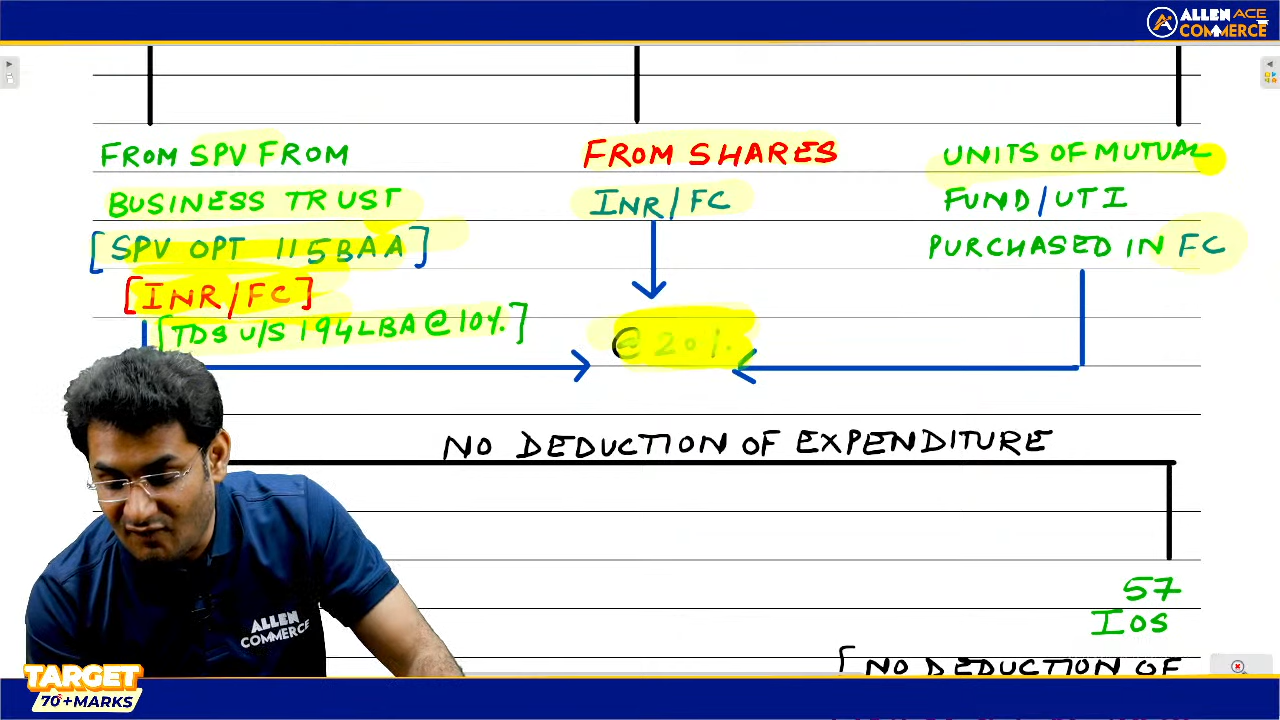 ALLEN ACE
COMMERCE
FROM SPV FROM
BUSINESS TRUST
[SPV OPT 115BAA]
[INR/FC]
[TDS U/S 194LBA @ 10%.]
FROM SHARES
INR/FC
@ 20%.
UNITS OF MUTUAL
FUND/UTI
PURCHASED IN FC
NO DEDUCTION OF EXPENDITURE
57
IOS
[NO DEDUCTION OF
ALLEN
COMMERCE
TARGET
70+MARKS